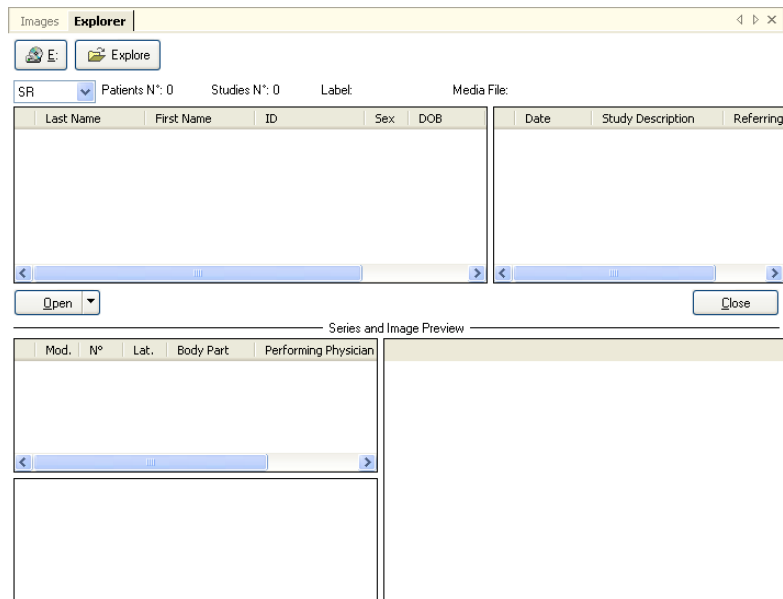 Images Explorer
E: Explore
SR Patients N°: 0 Studies N°: 0 Label: Media File:
Last Name First Name ID Sex DOB Date Study Description Referring
Open Close
Series and Image Preview
Mod. N° Lat. Body Part Performing Physician